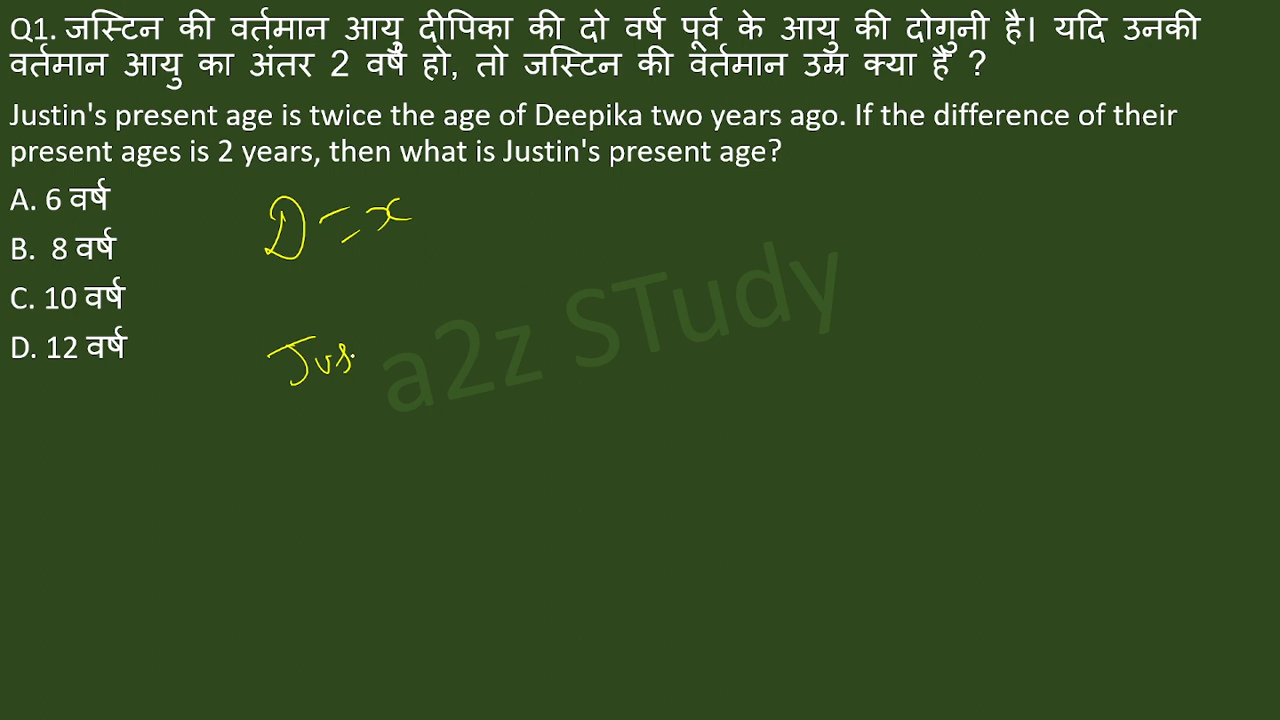 Q1. जस्टिन की वर्तमान आयु दीपिका की दो वर्ष पूर्व के आयु की दोगुनी है। यदि उनकी
वर्तमान आयु का अंतर 2 वर्ष हो, तो जस्टिन की वर्तमान उम्र क्या है ?
Justin's present age is twice the age of Deepika two years ago. If the difference of their
present ages is 2 years, then what is Justin's present age?
A. 6 वर्ष
D = x
B. 8 वर्ष
C. 10 वर्ष
D. 12 वर्ष
Jus
a2z STudy